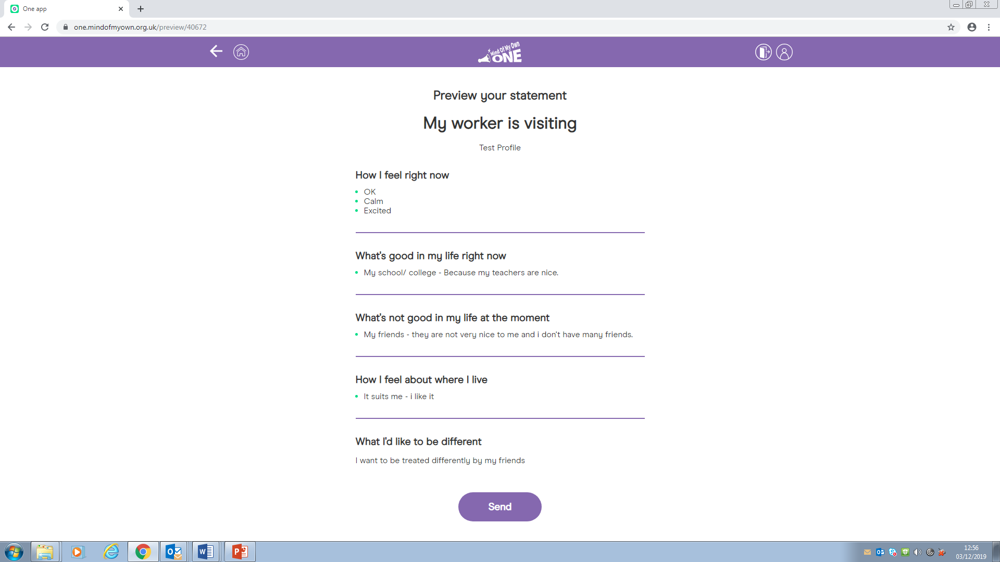 One app
one.mindofmyown.org.uk/preview/40672
Mind Of My Own
ONE
Preview your statement
My worker is visiting
Test Profile
How I feel right now
OK
Calm
Excited
What's good in my life right now
My school/ college - Because my teachers are nice.
What's not good in my life at the moment
My friends - they are not very nice to me and i don't have many friends.
How I feel about where I live
It suits me - i like it
What I'd like to be different
I want to be treated differently by my friends
Send
12:56
03/12/2019